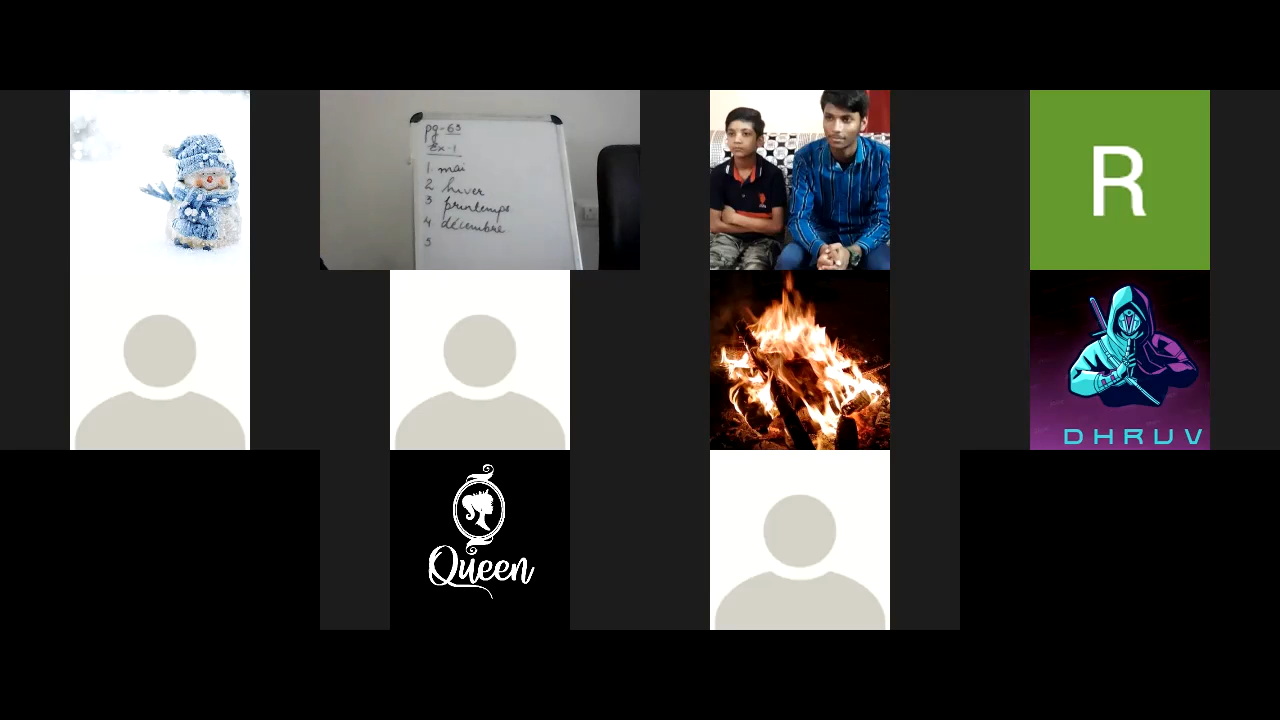 pg-63
Ex-1
1 mai
2 hiver
3 printemps
4 décembre
5
R
DHRUV
Queen